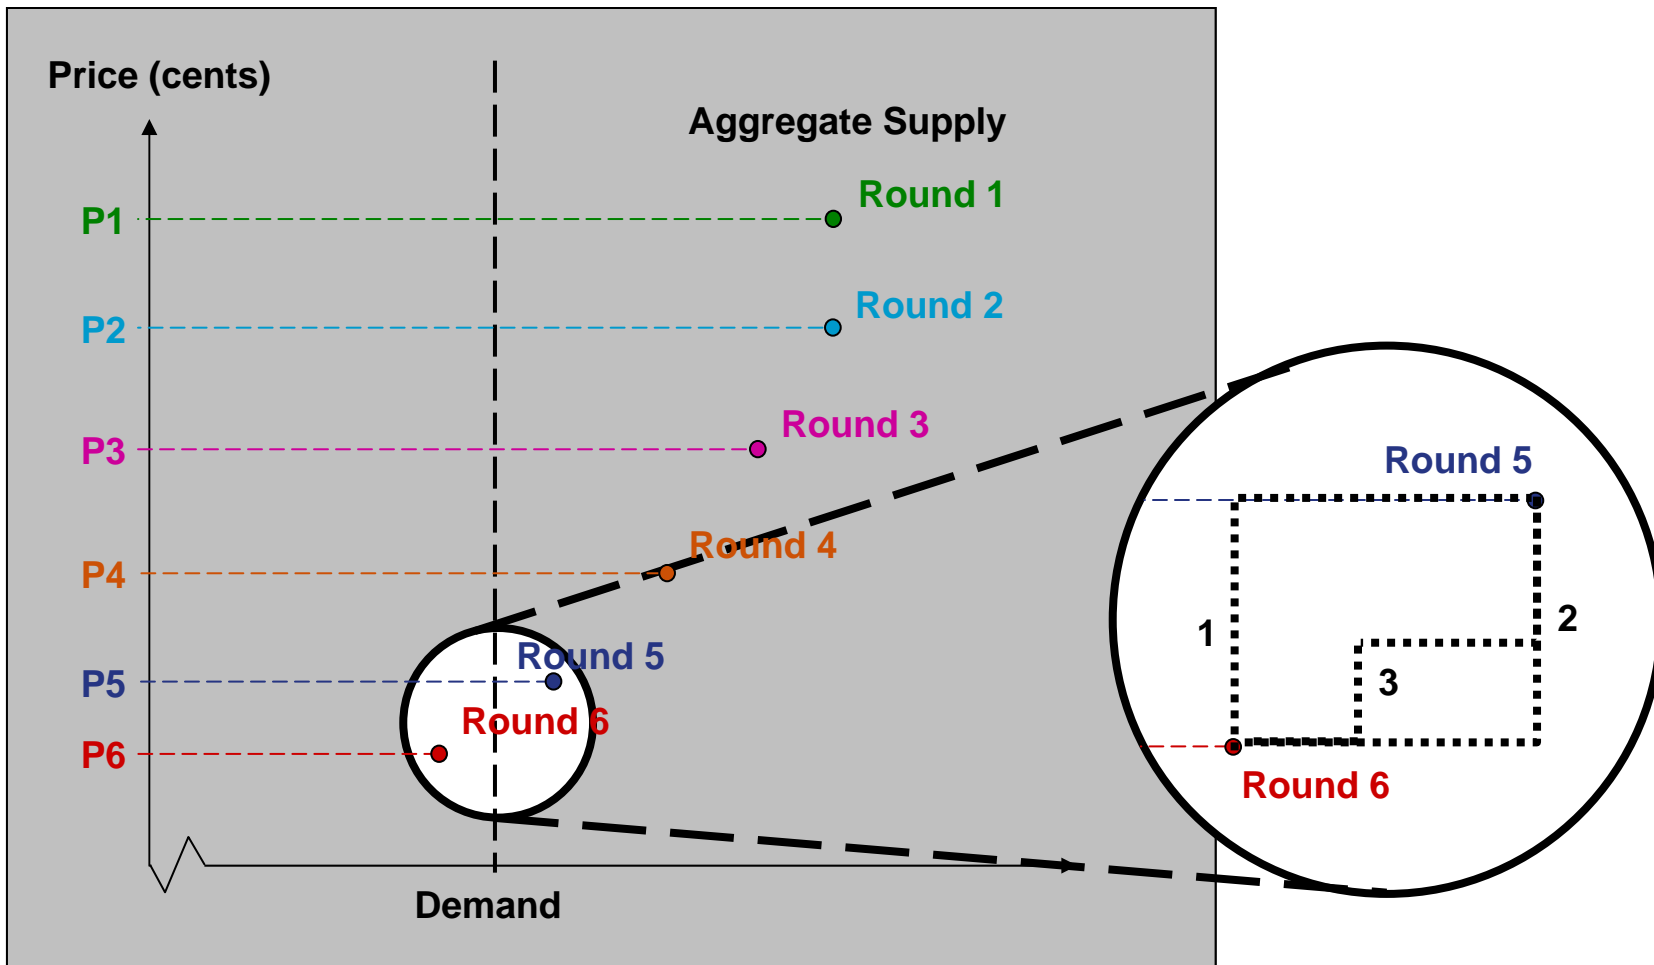 Price (cents)
Aggregate Supply
Round 1
P1
Round 2
P2
Round 3
P3
Round 4
P4
Round 5
P5
Round 6
P6
Demand
Round 5
1
2
3
Round 6